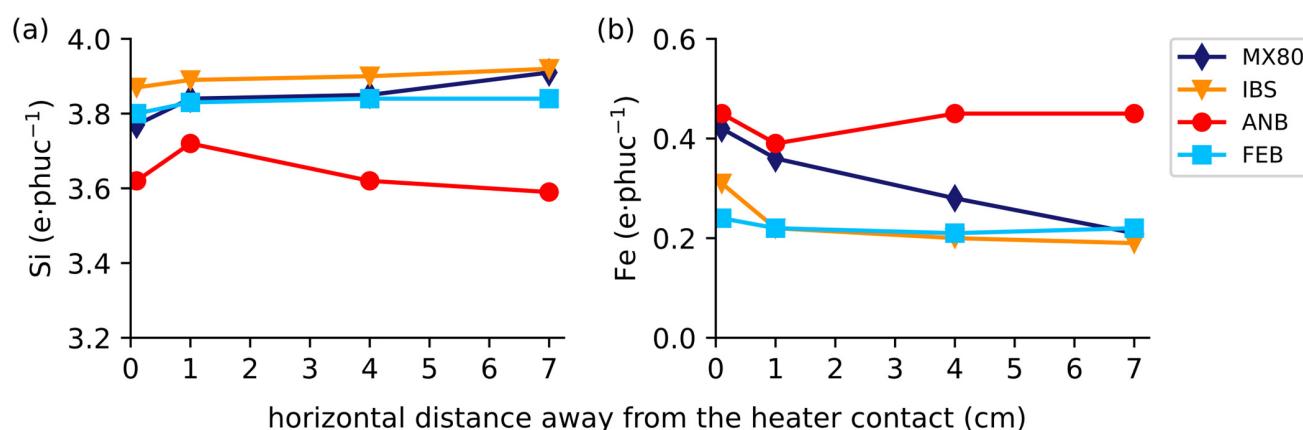 (a)
4.0
3.8
3.6
3.4
3.2
Si (e·phuc⁻¹)
0 1 2 3 4 5 6 7
(b)
0.6
0.4
0.2
0.0
Fe (e·phuc⁻¹)
0 1 2 3 4 5 6 7
MX80
IBS
ANB
FEB
horizontal distance away from the heater contact (cm)